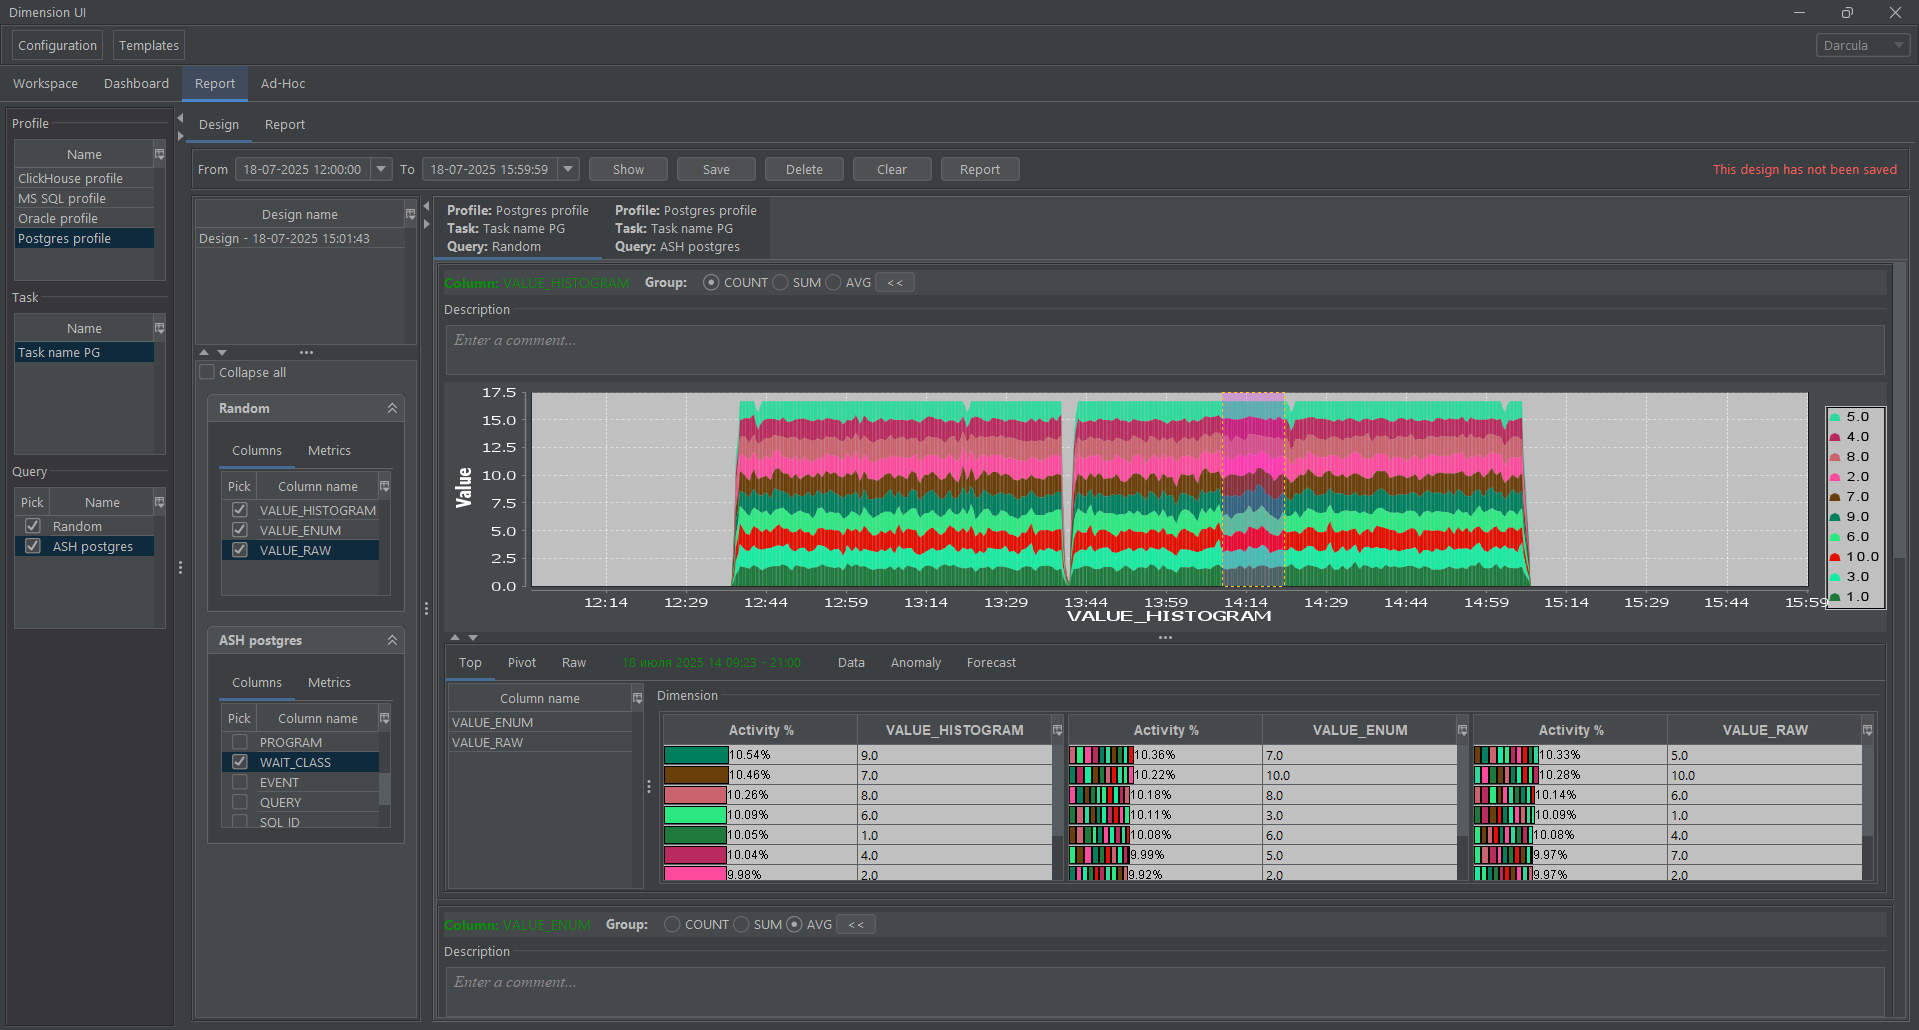 Dimension UI
Configuration
Templates
Darcula
Workspace
Dashboard
Report
Ad-Hoc
Profile
Name
ClickHouse profile
MS SQL profile
Oracle profile
Postgres profile
Task
Name
Task name PG
Query
Pick Name
Random
ASH postgres
Design
Report
From 18-07-2025 12:00:00 To 18-07-2025 15:59:59 Show Save Delete Clear Report
This design has not been saved
Design name
Design - 18-07-2025 15:01:43
Collapse all
Random
Columns Metrics
Pick Column name
VALUE_HISTOGRAM
VALUE_ENUM
VALUE_RAW
ASH postgres
Columns Metrics
Pick Column name
PROGRAM
WAIT_CLASS
EVENT
QUERY
SQL ID
Profile: Postgres profile
Task: Task name PG
Query: Random
Profile: Postgres profile
Task: Task name PG
Query: ASH postgres
Column: VALUE_HISTOGRAM Group: COUNT SUM AVG <<
Description
Enter a comment...
Value
17.5
15.0
12.5
10.0
7.5
5.0
2.5
0.0
12:14 12:29 12:44 12:59 13:14 13:29 13:44 13:59 14:14 14:29 14:44 14:59 15:14 15:29 15:44 15:59
VALUE_HISTOGRAM
5.0
4.0
8.0
2.0
7.0
9.0
6.0
10.0
3.0
1.0
Top Pivot Raw 18 июля 2025 14 09:23 - 21:00 Data Anomaly Forecast
Column name
VALUE_ENUM
VALUE_RAW
Dimension
Activity % VALUE_HISTOGRAM
10.54% 9.0
10.46% 7.0
10.26% 8.0
10.09% 6.0
10.05% 1.0
10.04% 4.0
9.98% 2.0
Activity % VALUE_ENUM
10.36% 7.0
10.22% 10.0
10.18% 8.0
10.11% 3.0
10.08% 6.0
9.99% 5.0
9.92% 2.0
Activity % VALUE_RAW
10.33% 5.0
10.28% 10.0
10.14% 6.0
10.09% 1.0
10.08% 4.0
9.97% 7.0
9.97% 2.0
Column: VALUE_ENUM Group: COUNT SUM AVG <<
Description
Enter a comment...